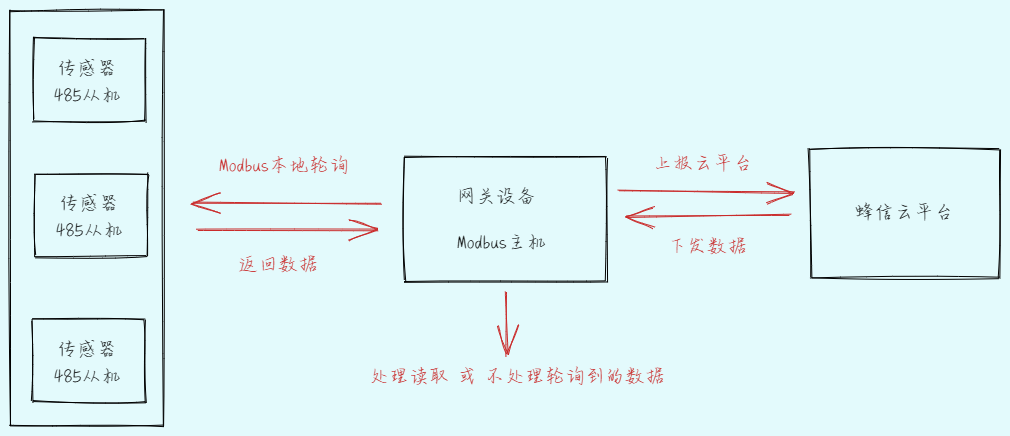 传感器
485从机
传感器
485从机
传感器
485从机
Modbus本地轮询
返回数据
网关设备
Modbus主机
处理读取 或 不处理轮询到的数据
上报云平台
下发数据
蜂信云平台